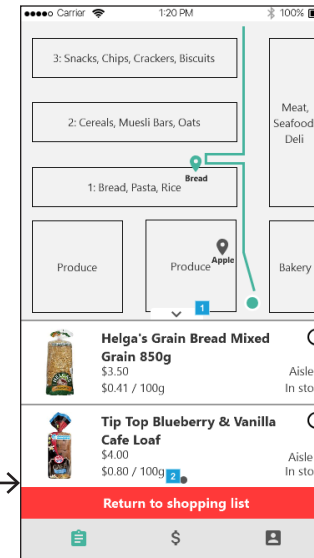 Carrier 1:20 PM 100%
3: Snacks, Chips, Crackers, Biscuits
Meat,
Seafood
Deli
2: Cereals, Muesli Bars, Oats
Bread
1: Bread, Pasta, Rice
Produce
Produce
Apple
Bakery
1
Helga's Grain Bread Mixed
Grain 850g
$3.50
Aisle
$0.41 / 100g
In sto
Tip Top Blueberry & Vanilla
Cafe Loaf
$4.00
Aisle
$0.80 / 100g
In sto
2
Return to shopping list
$